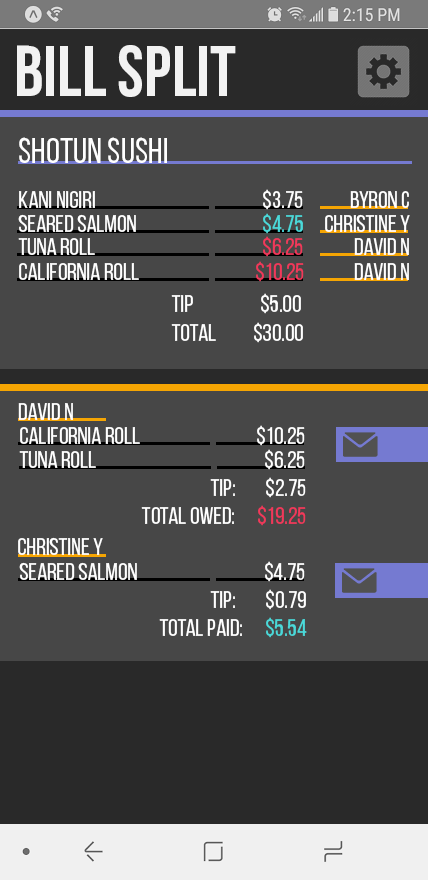 2:15 PM
BILL SPLIT
SHOTUN SUSHI
KANI NIGIRI $3.75 BYRON C
SEARED SALMON $4.75 CHRISTINE Y
TUNA ROLL $6.25 DAVID N
CALIFORNIA ROLL $10.25 DAVID N
TIP $5.00
TOTAL $30.00
DAVID N
CALIFORNIA ROLL $10.25
TUNA ROLL $6.25
TIP: $2.75
TOTAL OWED: $19.25
CHRISTINE Y
SEARED SALMON $4.75
TIP: $0.79
TOTAL PAID: $5.54